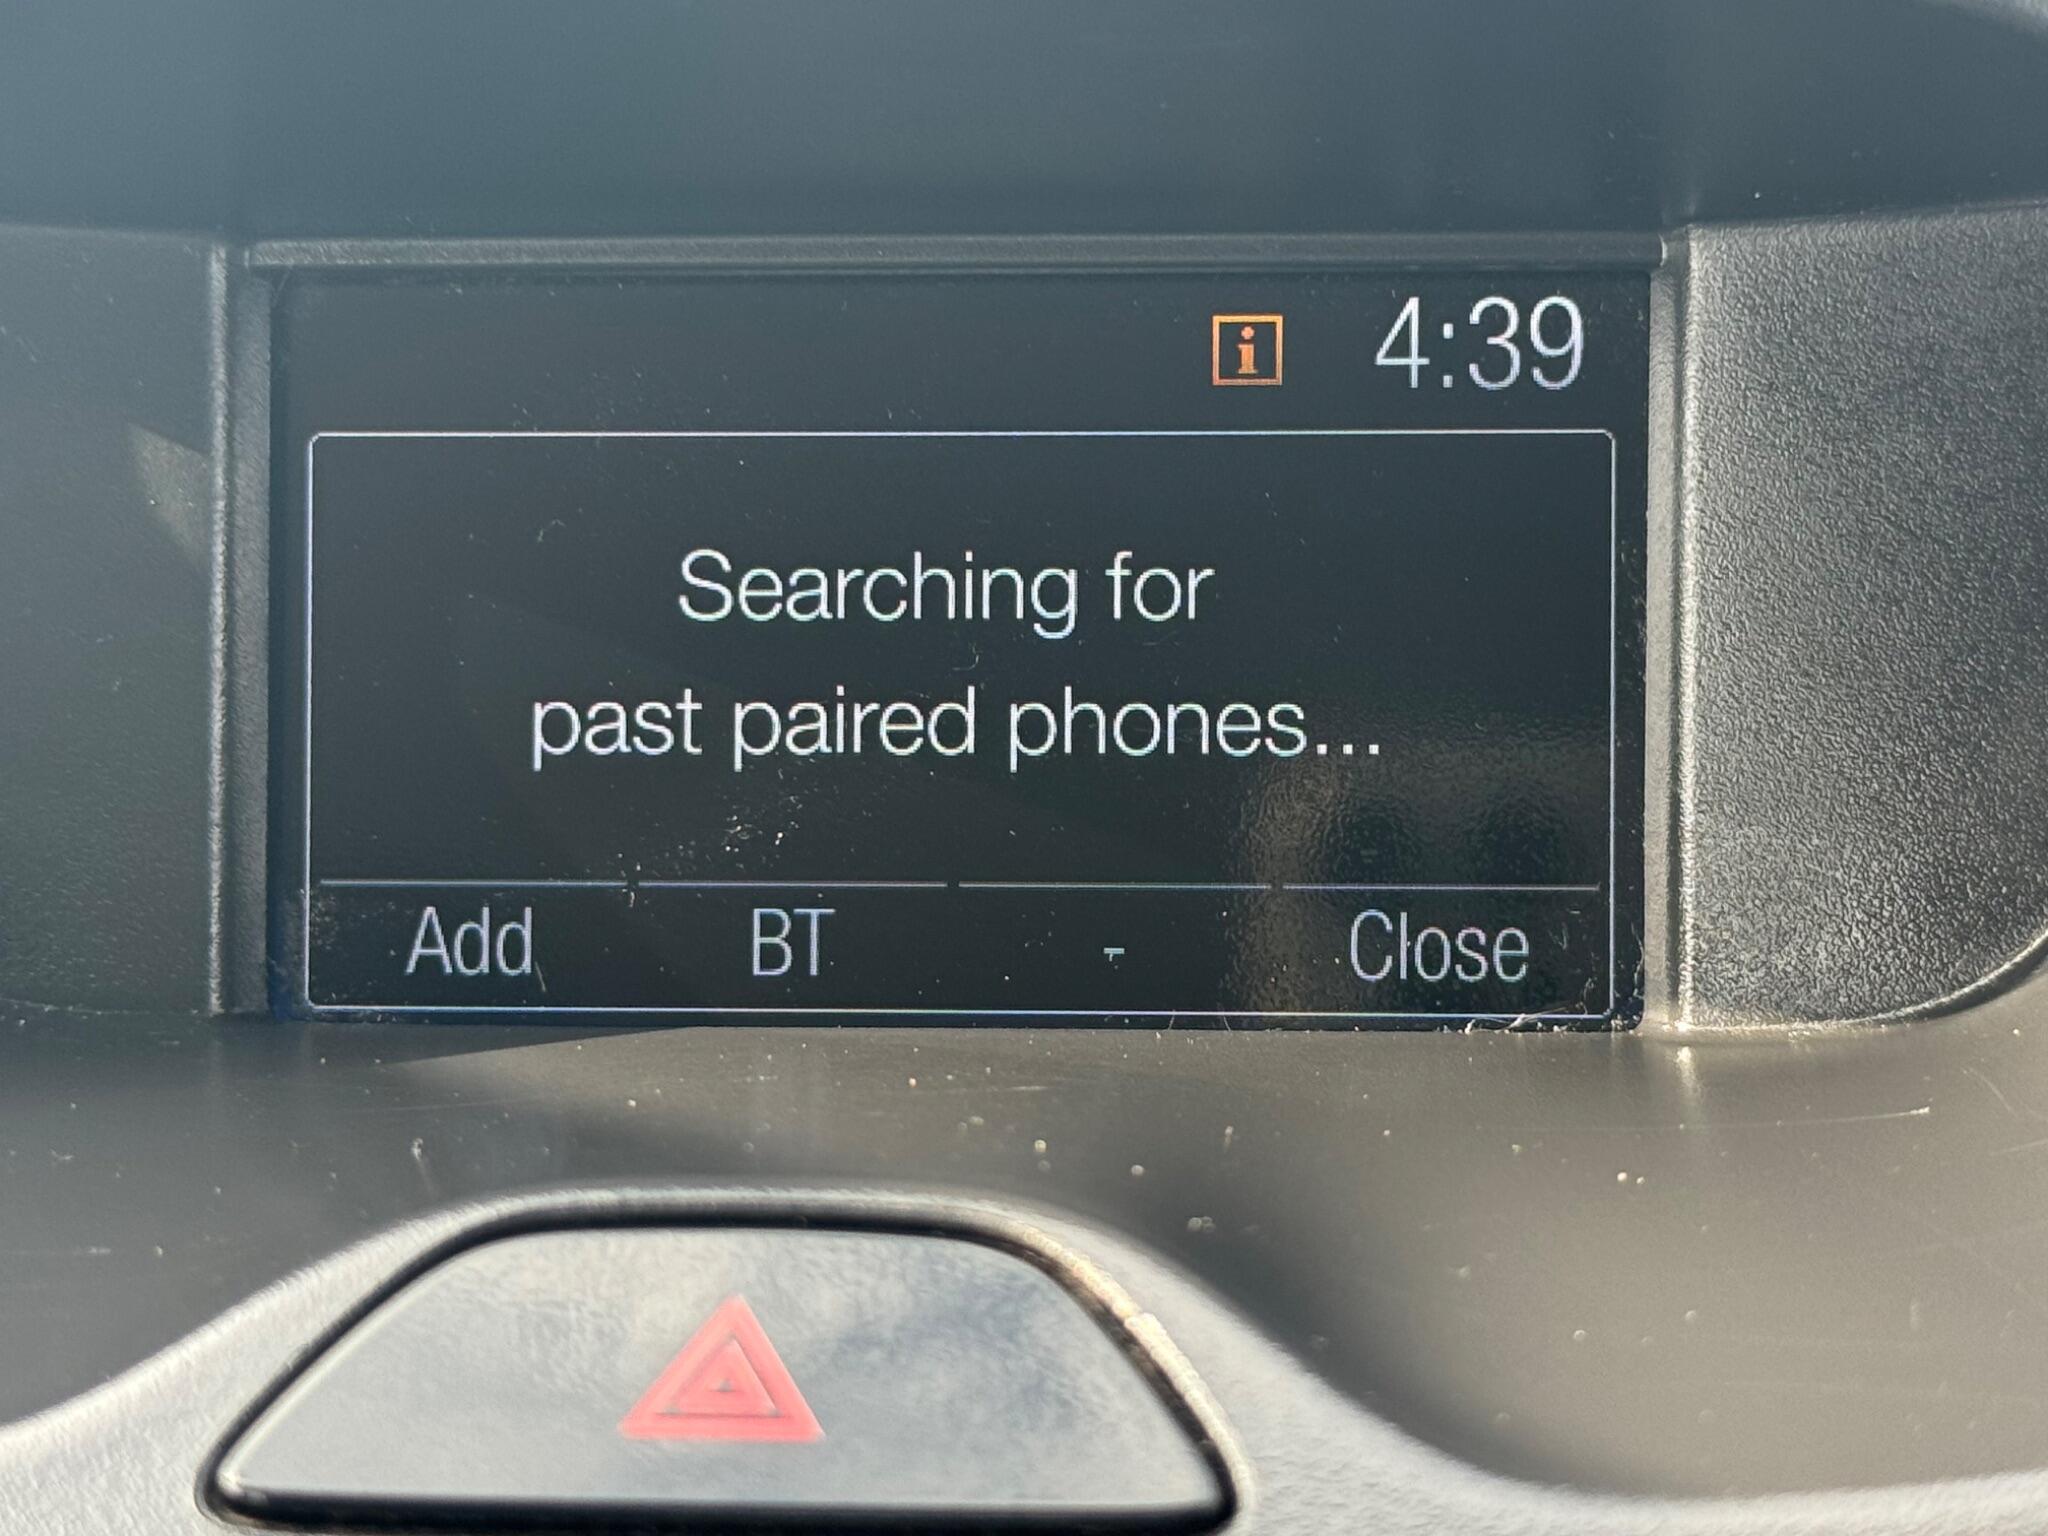 i 4:39
Searching for
past paired phones...
Add BT - Close